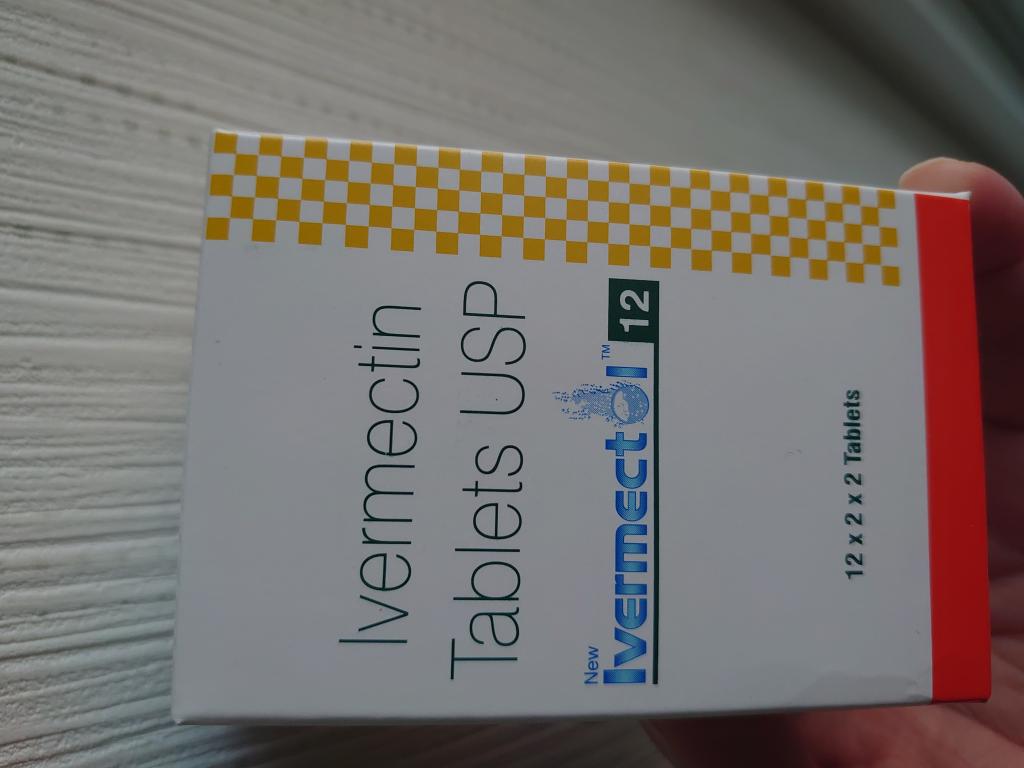 Ivermectin
Tablets USP
New
Ivermectol™ 12
12 x 2 x 2 Tablets